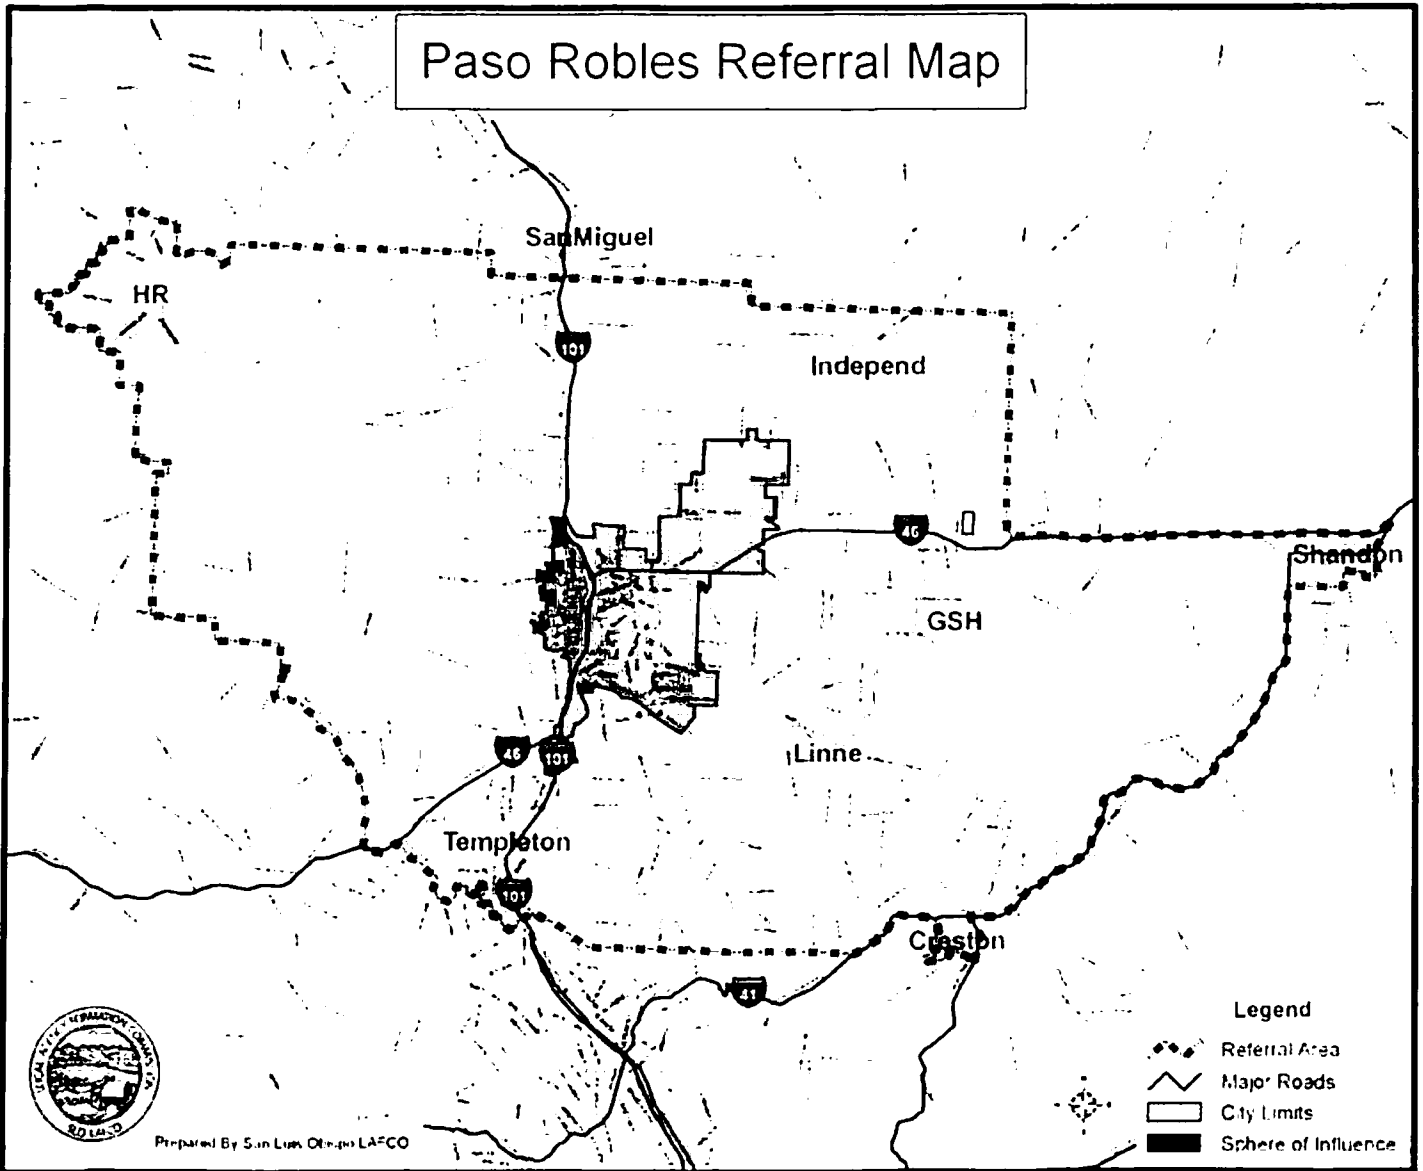 Paso Robles Referral Map
SanMiguel
HR
101
Independ
46
Shandon
GSH
46
101
Linne
Templeton
101
Creston
41
Legend
Referral Area
Major Roads
City Limits
Sphere of Influence
Prepared By San Luis Obispo LAFCO